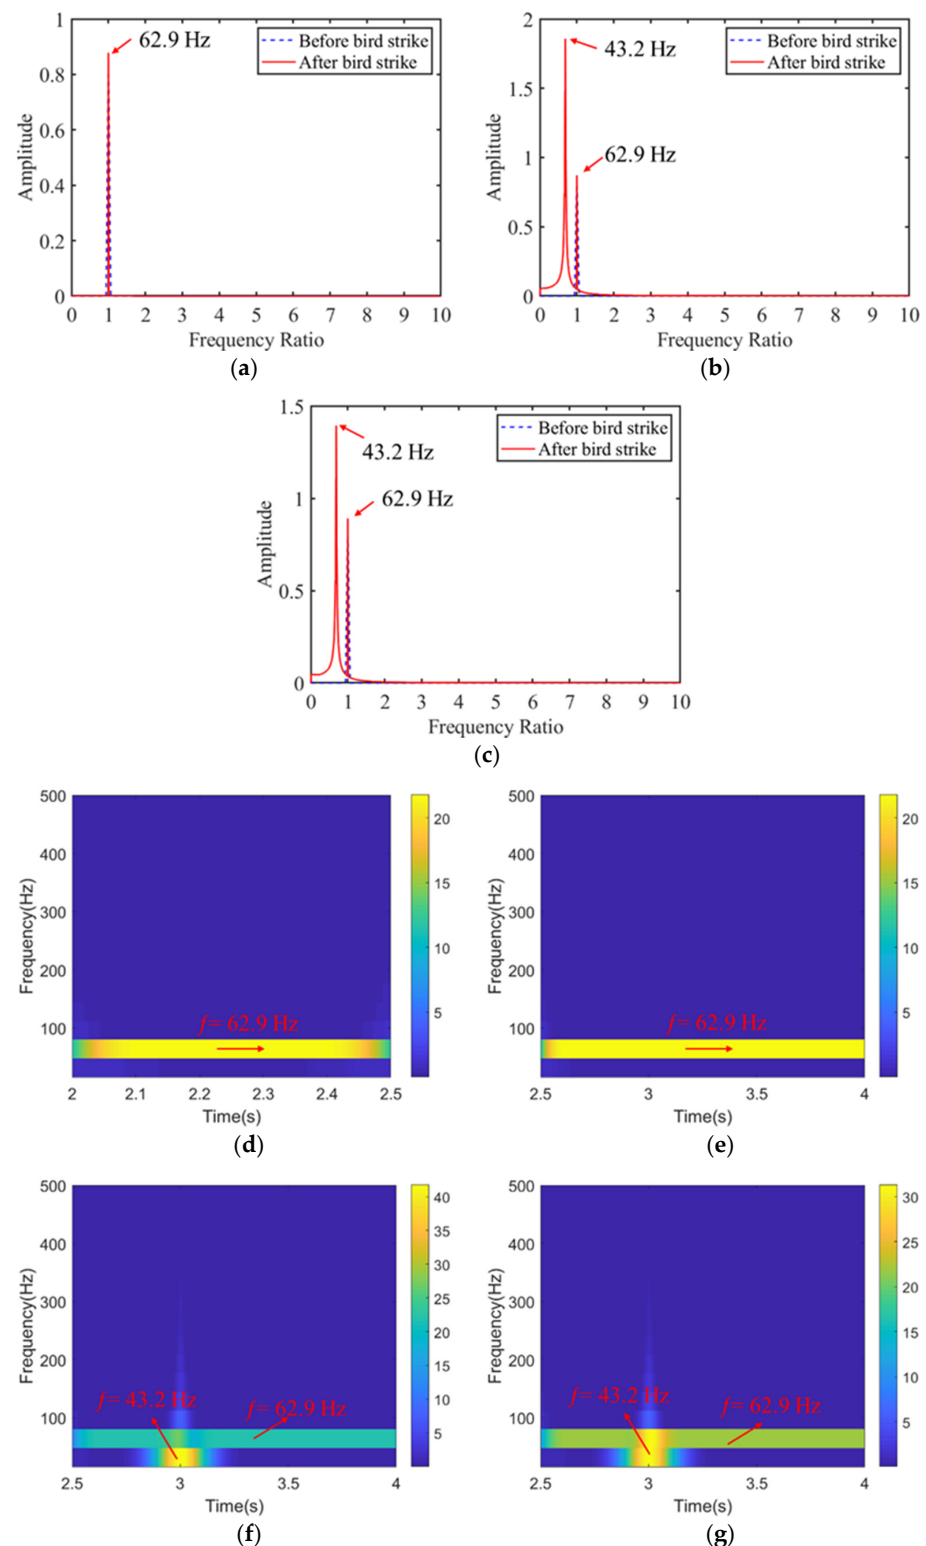 1
0.8
0.6
0.4
0.2
0
Amplitude
62.9 Hz
Before bird strike
After bird strike
0 1 2 3 4 5 6 7 8 9 10
Frequency Ratio
(a)
2
1.5
1
0.5
0
Amplitude
43.2 Hz
62.9 Hz
Before bird strike
After bird strike
0 1 2 3 4 5 6 7 8 9 10
Frequency Ratio
(b)
1.5
1
0.5
0
Amplitude
43.2 Hz
62.9 Hz
Before bird strike
After bird strike
0 1 2 3 4 5 6 7 8 9 10
Frequency Ratio
(c)
500
400
300
200
100
Frequency(Hz)
f= 62.9 Hz
2 2.1 2.2 2.3 2.4 2.5
Time(s)
20
15
10
5
(d)
500
400
300
200
100
Frequency(Hz)
f= 62.9 Hz
2.5 3 3.5 4
Time(s)
20
15
10
5
(e)
500
400
300
200
100
Frequency(Hz)
f= 43.2 Hz
f= 62.9 Hz
2.5 3 3.5 4
Time(s)
40
35
30
25
20
15
10
5
(f)
500
400
300
200
100
Frequency(Hz)
f= 43.2 Hz
f= 62.9 Hz
2.5 3 3.5 4
Time(s)
30
25
20
15
10
5
(g)